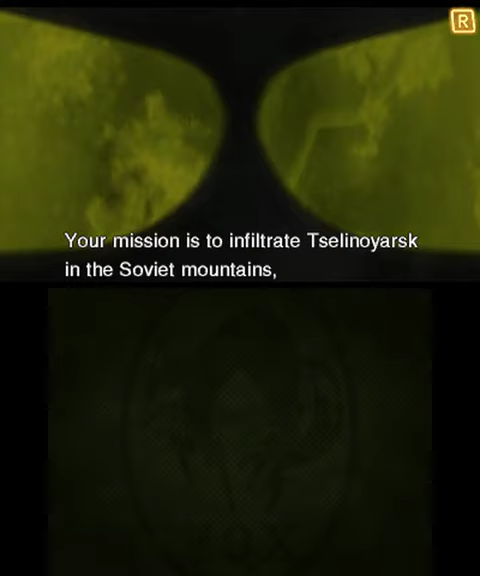 R
Your mission is to infiltrate Tselinoyarsk
in the Soviet mountains,